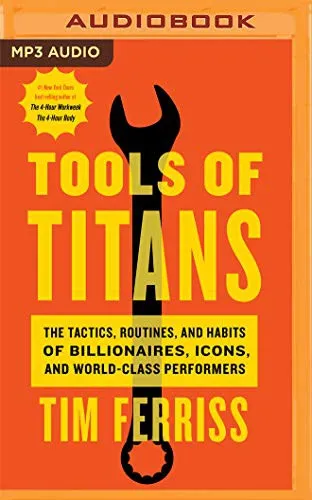 AUDIOBOOK
MP3 AUDIO
#1 New York Times
best-selling author of
The 4-Hour Workweek
The 4-Hour Body
TOOLS OF
TITANS
THE TACTICS, ROUTINES, AND HABITS
OF BILLIONAIRES, ICONS,
AND WORLD-CLASS PERFORMERS
TIM FERRISS